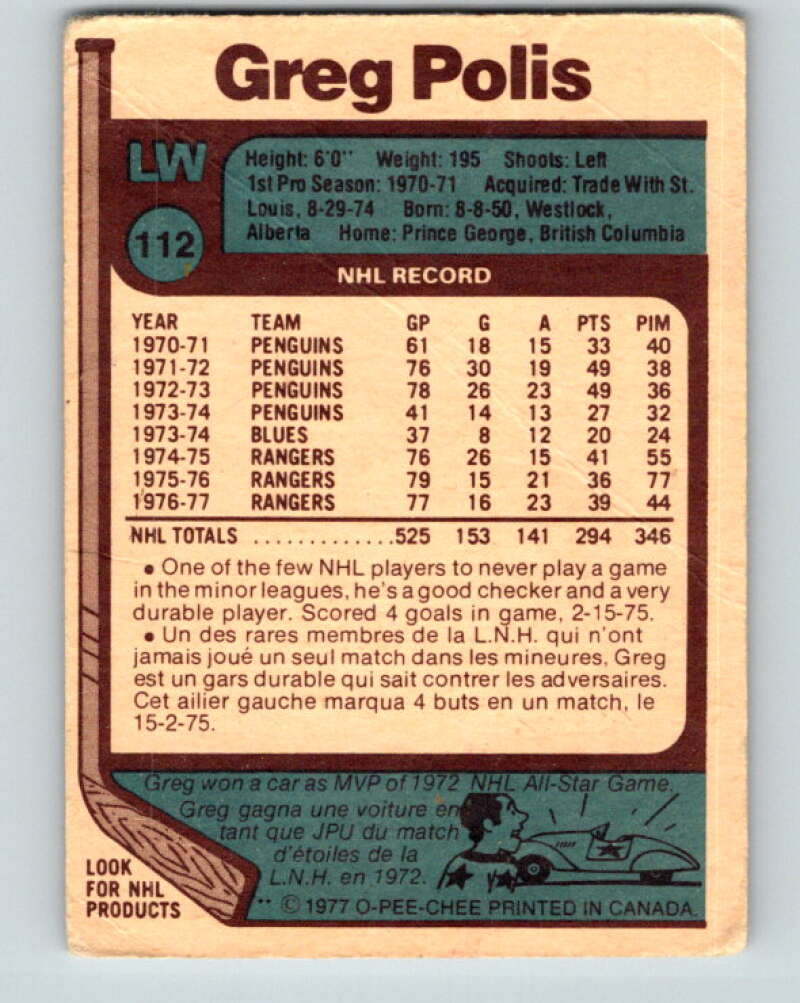 Greg Polis
LW
Height: 6'0" Weight: 195 Shoots: Left
1st Pro Season: 1970-71 Acquired: Trade With St.
Louis, 8-29-74 Born: 8-8-50, Westlock,
Alberta Home: Prince George, British Columbia
112
NHL RECORD
YEAR TEAM GP G A PTS PIM
1970-71 PENGUINS 61 18 15 33 40
1971-72 PENGUINS 76 30 19 49 38
1972-73 PENGUINS 78 26 23 49 36
1973-74 PENGUINS 41 14 13 27 32
1973-74 BLUES 37 8 12 20 24
1974-75 RANGERS 76 26 15 41 55
1975-76 RANGERS 79 15 21 36 77
1976-77 RANGERS 77 16 23 39 44
NHL TOTALS .............525 153 141 294 346
• One of the few NHL players to never play a game
in the minor leagues, he's a good checker and a very
durable player. Scored 4 goals in game, 2-15-75.
• Un des rares membres de la L.N.H. qui n'ont
jamais joué un seul match dans les mineures, Greg
est un gars durable qui sait contrer les adversaires.
Cet ailier gauche marqua 4 buts en un match, le
15-2-75.
Greg won a car as MVP of 1972 NHL All-Star Game.
Greg gagna une voiture en
tant que JPU du match
d'étoiles de la
L.N.H. en 1972.
LOOK
FOR NHL
PRODUCTS
** © 1977 O-PEE-CHEE PRINTED IN CANADA.